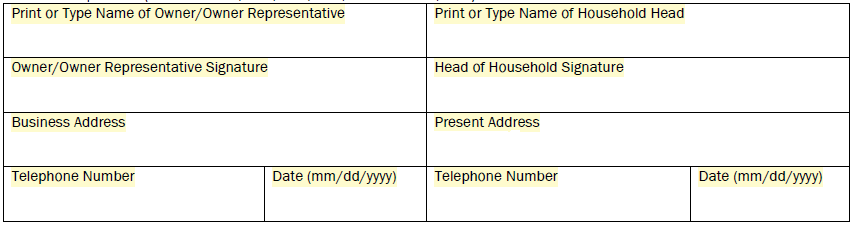 Print or Type Name of Owner/Owner Representative
Print or Type Name of Household Head
Owner/Owner Representative Signature
Head of Household Signature
Business Address
Present Address
Telephone Number
Date (mm/dd/yyyy)
Telephone Number
Date (mm/dd/yyyy)